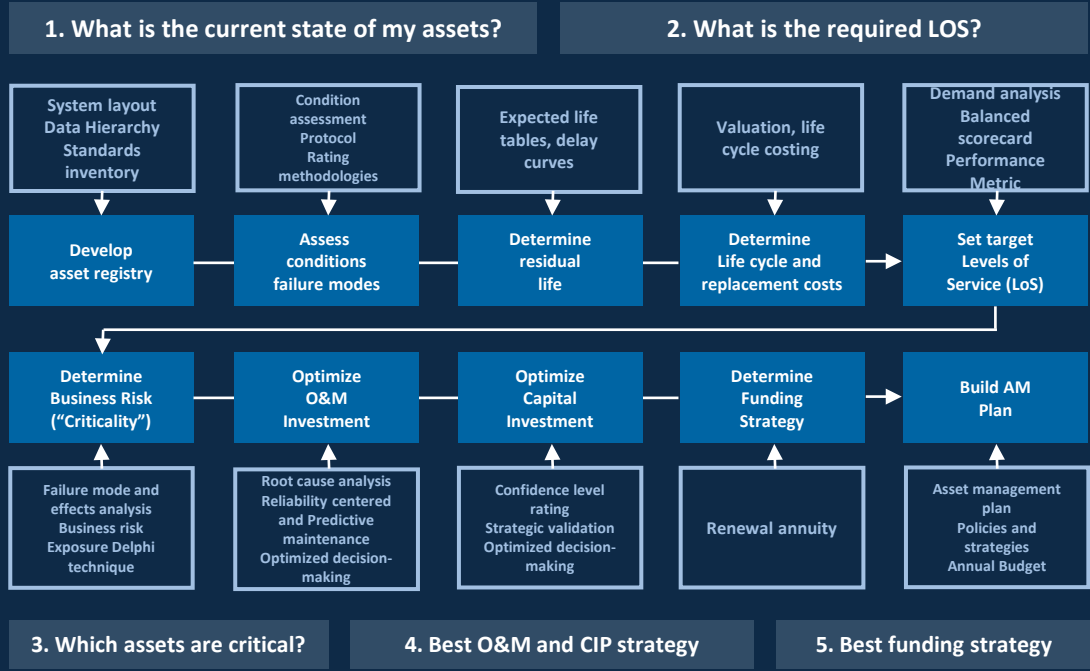 1. What is the current state of my assets?
2. What is the required LOS?
System layout
Data Hierarchy
Standards
inventory
Condition
assessment
Protocol
Rating
methodologies
Expected life
tables, delay
curves
Valuation, life
cycle costing
Demand analysis
Balanced
scorecard
Performance
Metric
Develop
asset registry
Assess
conditions
failure modes
Determine
residual
life
Determine
Life cycle and
replacement costs
Set target
Levels of
Service (LoS)
Determine
Business Risk
(“Criticality”)
Optimize
O&M
Investment
Optimize
Capital
Investment
Determine
Funding
Strategy
Build AM
Plan
Failure mode and
effects analysis
Business risk
Exposure Delphi
technique
Root cause analysis
Reliability centered
and Predictive
maintenance
Optimized decision-
making
Confidence level
rating
Strategic validation
Optimized decision-
making
Renewal annuity
Asset management
plan
Policies and
strategies
Annual Budget
3. Which assets are critical?
4. Best O&M and CIP strategy
5. Best funding strategy